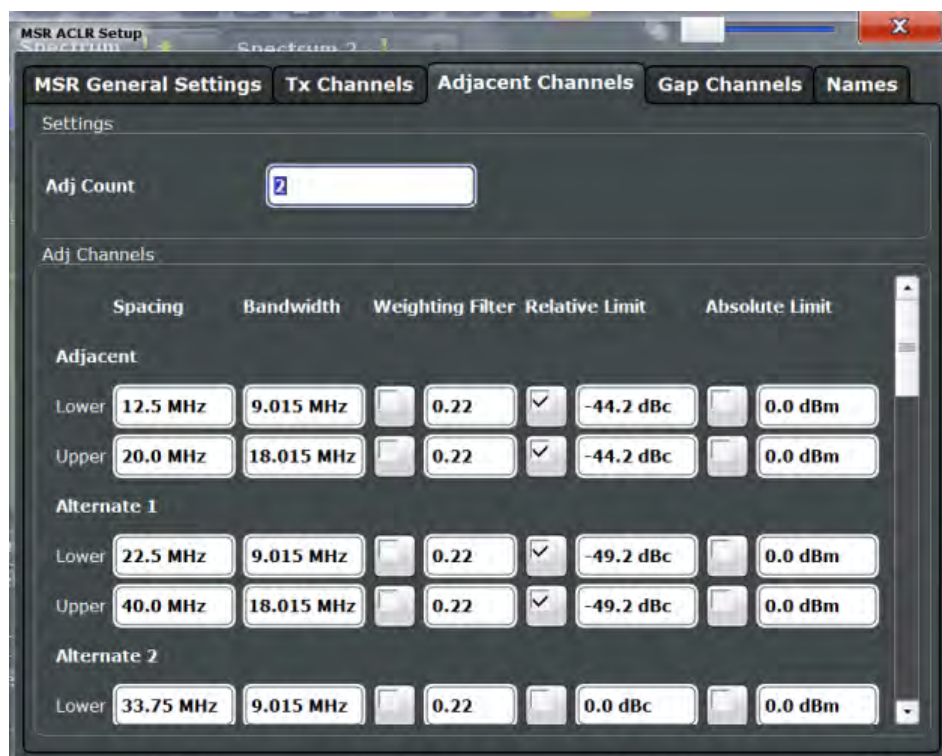 MSR ACLR Setup
Spectrum Spectrum 2 !
X
MSR General Settings Tx Channels Adjacent Channels Gap Channels Names
Settings
Adj Count 2
Adj Channels
Spacing Bandwidth Weighting Filter Relative Limit Absolute Limit
Adjacent
Lower 12.5 MHz 9.015 MHz 0.22 -44.2 dBc 0.0 dBm
Upper 20.0 MHz 18.015 MHz 0.22 -44.2 dBc 0.0 dBm
Alternate 1
Lower 22.5 MHz 9.015 MHz 0.22 -49.2 dBc 0.0 dBm
Upper 40.0 MHz 18.015 MHz 0.22 -49.2 dBc 0.0 dBm
Alternate 2
Lower 33.75 MHz 9.015 MHz 0.22 0.0 dBc 0.0 dBm